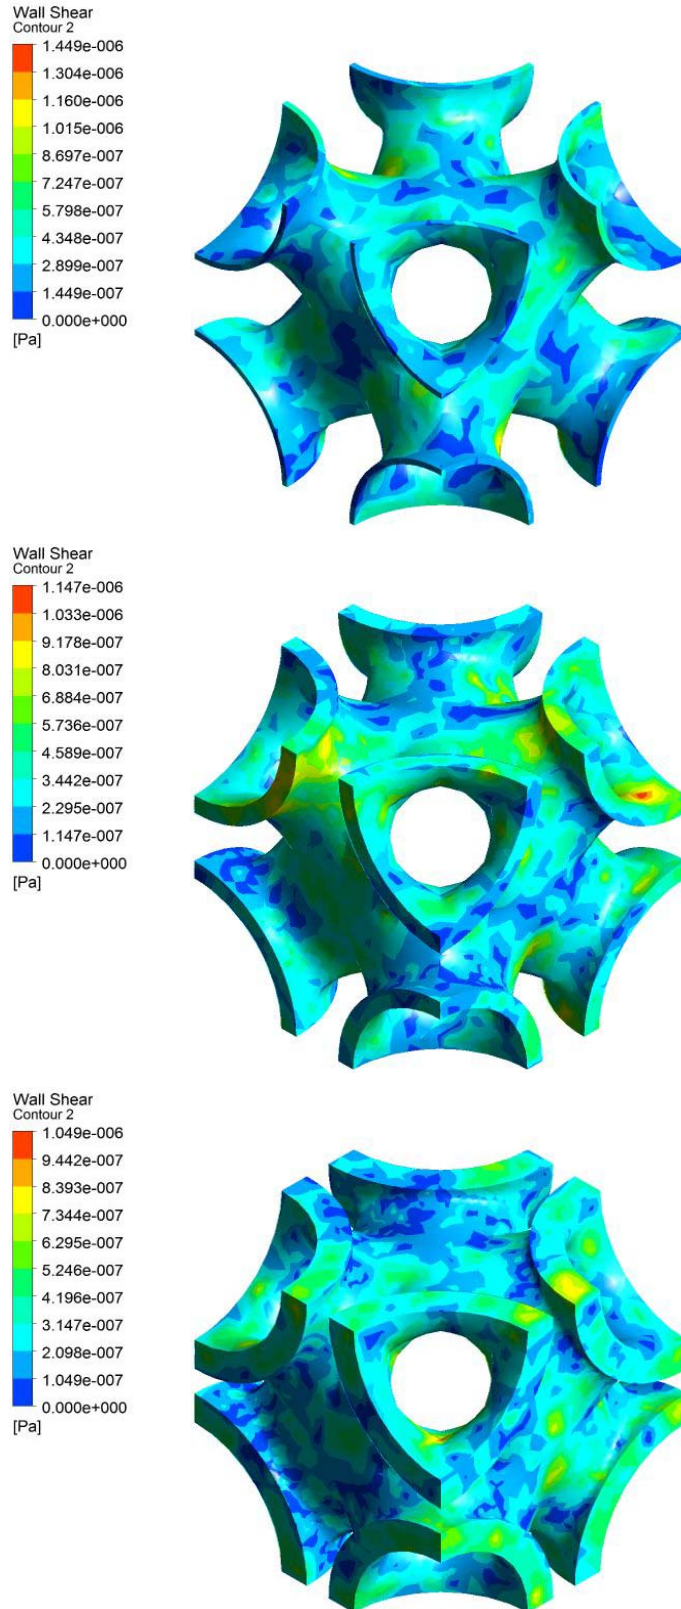 Wall Shear
Contour 2
1.449e-006
1.304e-006
1.160e-006
1.015e-006
8.697e-007
7.247e-007
5.798e-007
4.348e-007
2.899e-007
1.449e-007
0.000e+000
[Pa]
Wall Shear
Contour 2
1.147e-006
1.033e-006
9.178e-007
8.031e-007
6.884e-007
5.736e-007
4.589e-007
3.442e-007
2.295e-007
1.147e-007
0.000e+000
[Pa]
Wall Shear
Contour 2
1.049e-006
9.442e-007
8.393e-007
7.344e-007
6.295e-007
5.246e-007
4.196e-007
3.147e-007
2.098e-007
1.049e-007
0.000e+000
[Pa]